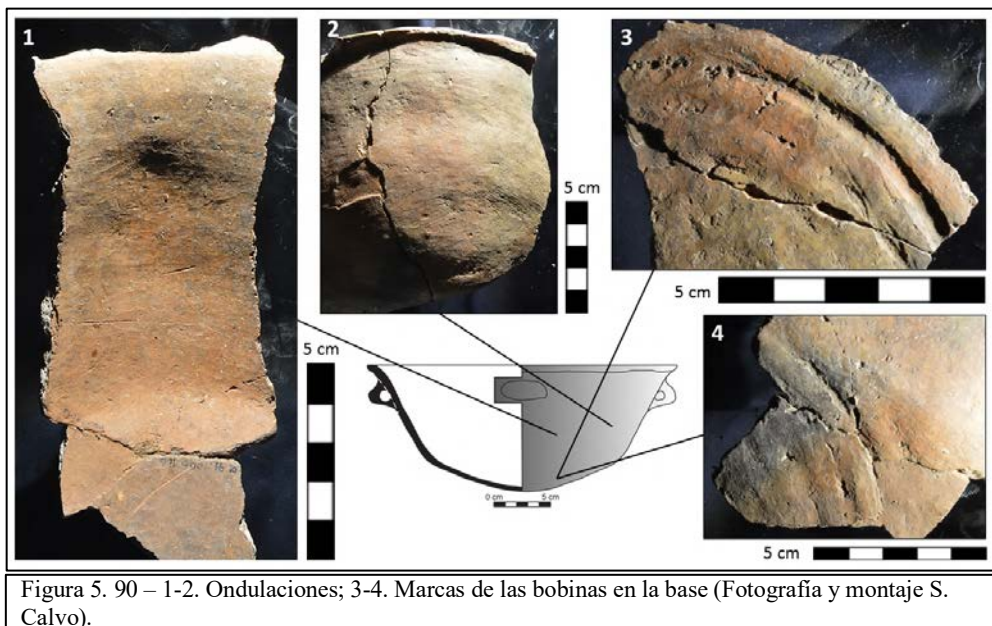 1
2
3
5 cm
5 cm
5 cm
4
0 cm 5 cm
5 cm
Figura 5. 90 – 1-2. Ondulaciones; 3-4. Marcas de las bobinas en la base (Fotografía y montaje S.
Calvo).